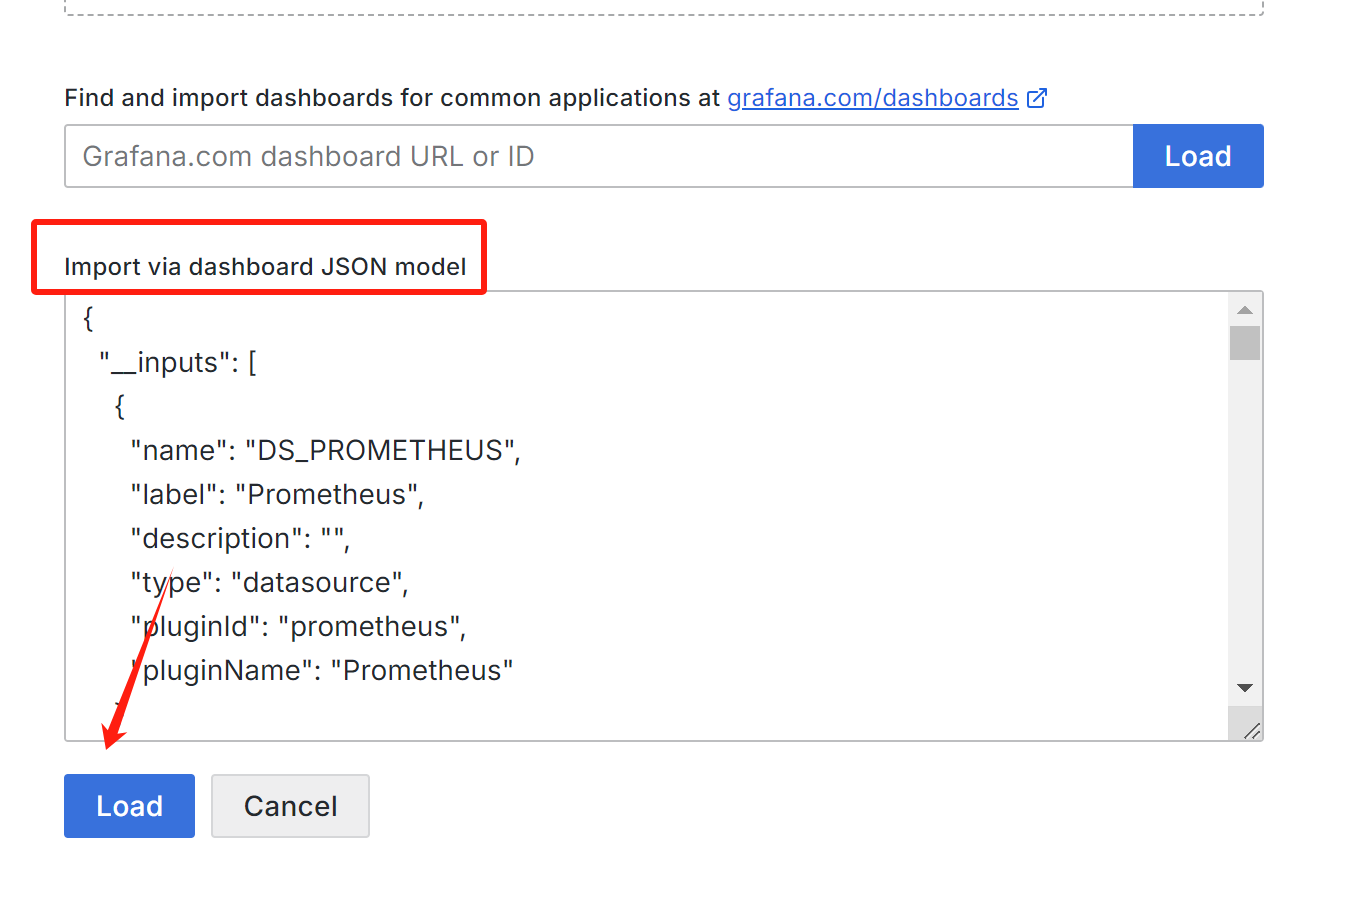 Find and import dashboards for common applications at grafana.com/dashboards
Grafana.com dashboard URL or ID
Load
Import via dashboard JSON model
{
"__inputs": [
{
"name": "DS_PROMETHEUS",
"label": "Prometheus",
"description": "",
"type": "datasource",
"pluginId": "prometheus",
"pluginName": "Prometheus"
Load
Cancel